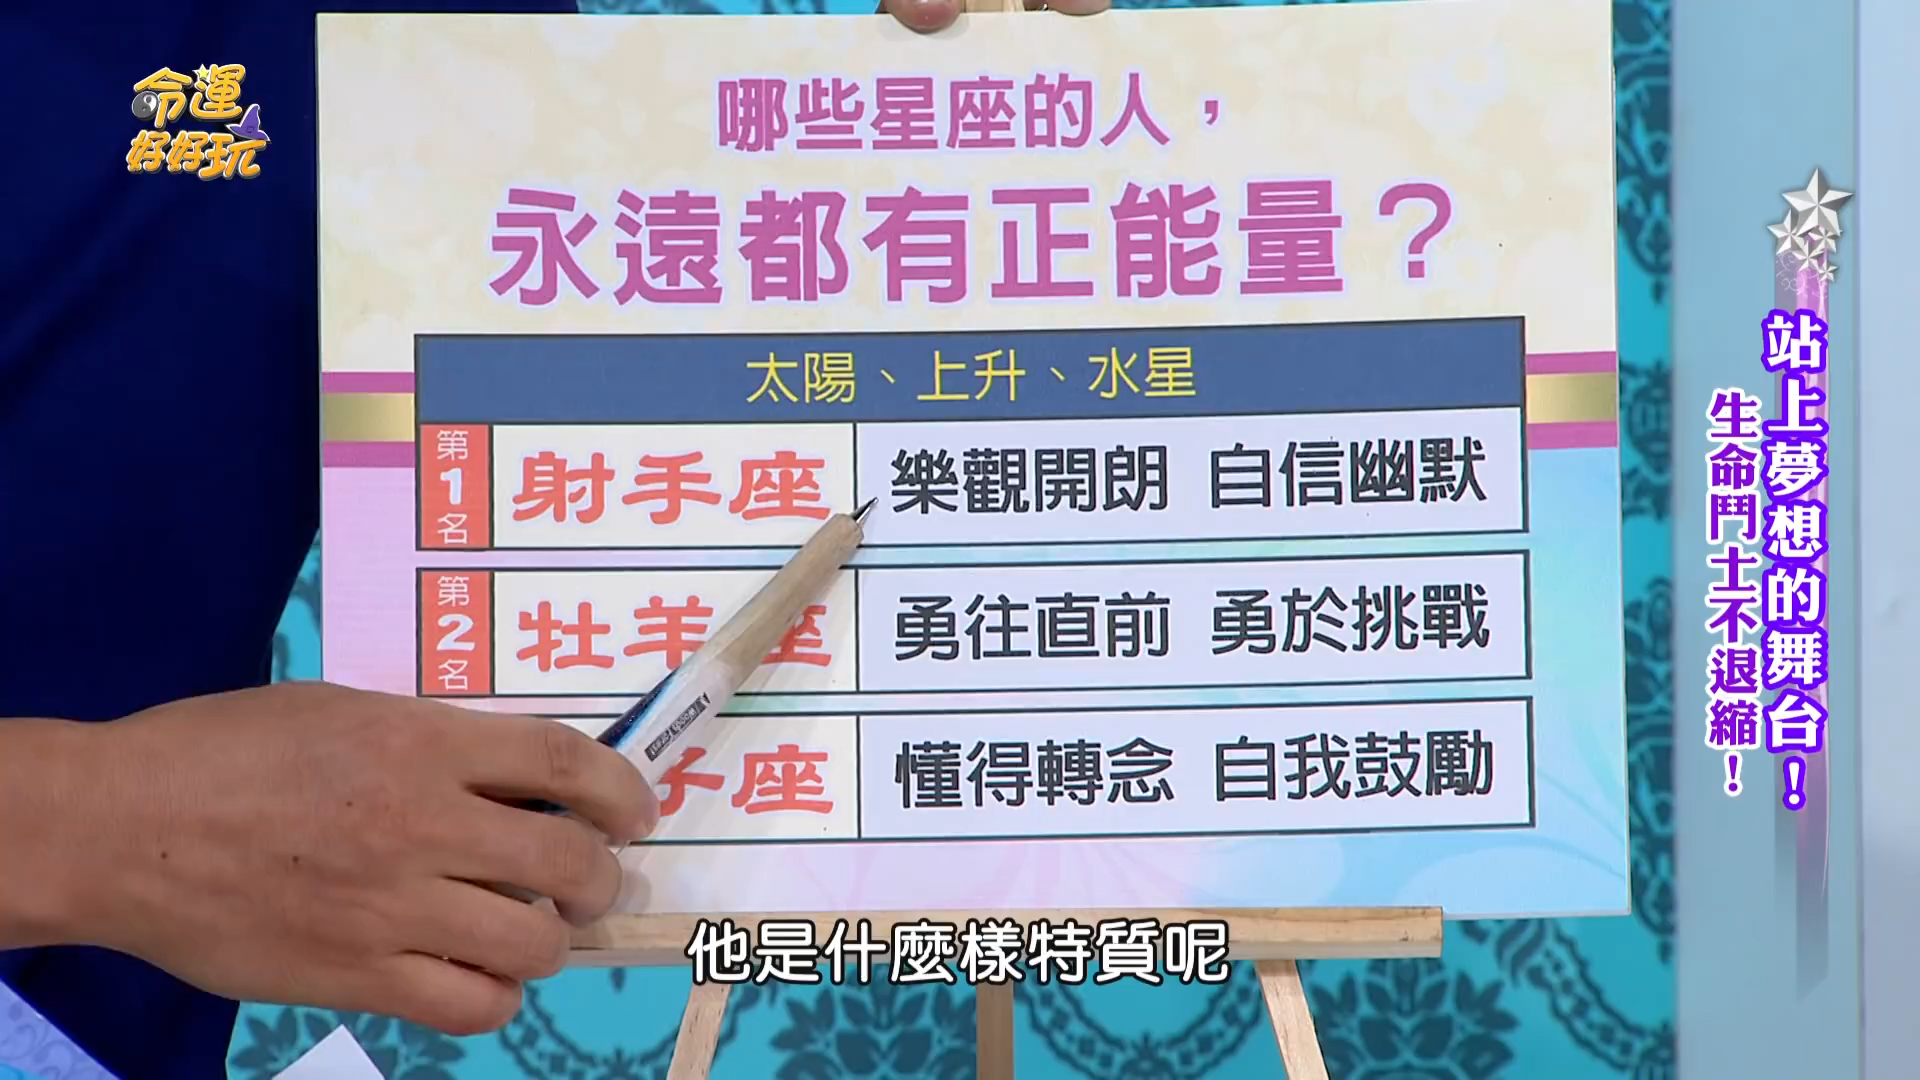 命運
好好玩
哪些星座的人，
永遠都有正能量？
太陽、上升、水星
第1名 射手座 樂觀開朗 自信幽默
第2名 牡羊座 勇往直前 勇於挑戰
子座 懂得轉念 自我鼓勵
站上夢想的舞台！
生命鬥士不退縮！
他是什麼樣特質呢